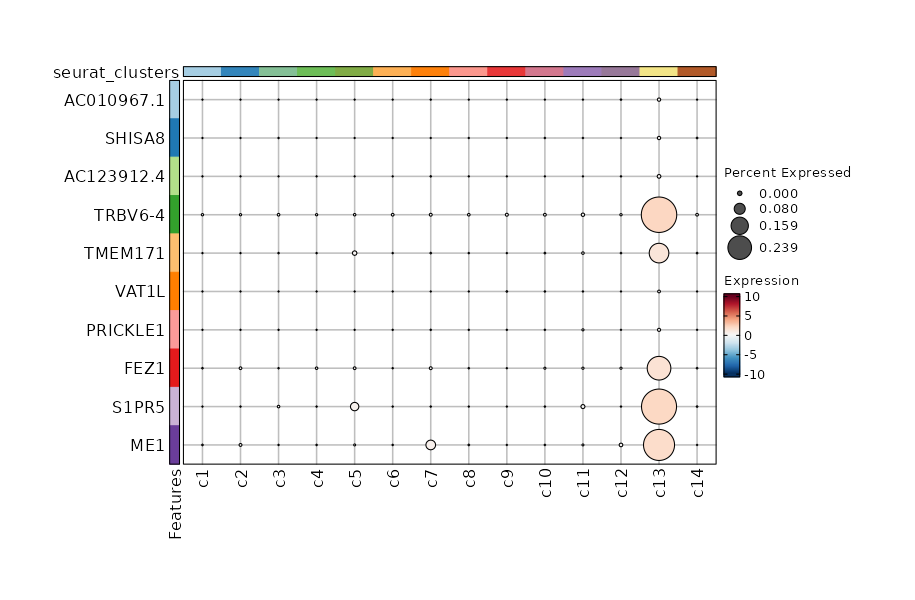 seurat_clusters
AC010967.1
SHISA8
AC123912.4
TRBV6-4
TMEM171
VAT1L
PRICKLE1
FEZ1
S1PR5
ME1
Features
c1 c2 c3 c4 c5 c6 c7 c8 c9 c10 c11 c12 c13 c14
Percent Expressed
0.000
0.080
0.159
0.239
Expression
10
5
0
-5
-10